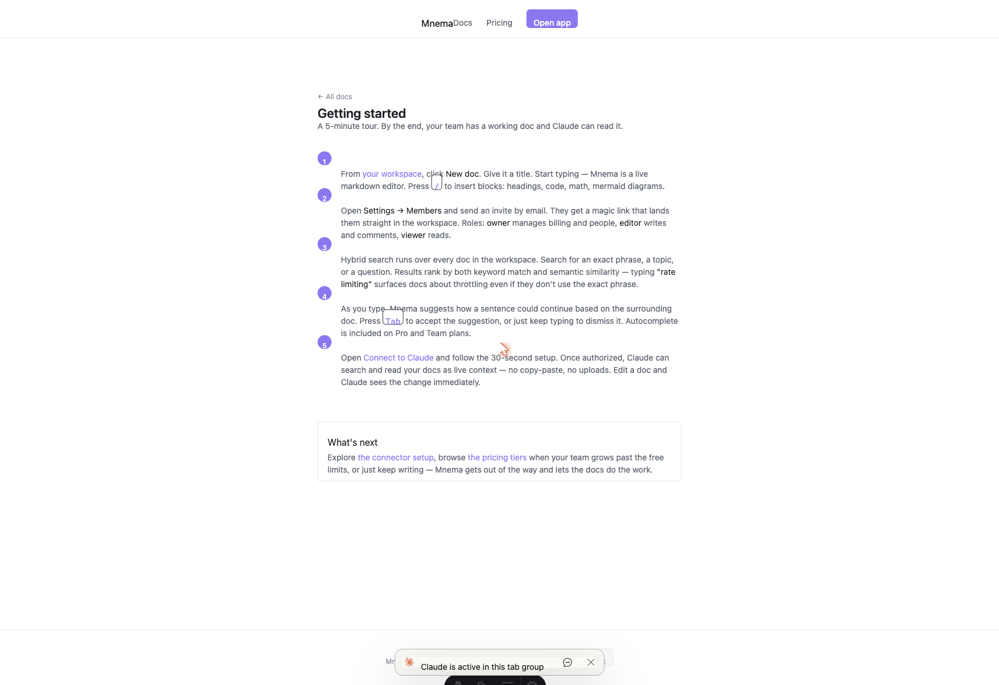 Mnema Docs Pricing Open app
← All docs
Getting started
A 5-minute tour. By the end, your team has a working doc and Claude can read it.
1
From your workspace, click New doc. Give it a title. Start typing — Mnema is a live
markdown editor. Press / to insert blocks: headings, code, math, mermaid diagrams.
2
Open Settings → Members and send an invite by email. They get a magic link that lands
them straight in the workspace. Roles: owner manages billing and people, editor writes
and comments, viewer reads.
3
Hybrid search runs over every doc in the workspace. Search for an exact phrase, a topic,
or a question. Results rank by both keyword match and semantic similarity — typing "rate
limiting" surfaces docs about throttling even if they don't use the exact phrase.
4
As you type, Mnema suggests how a sentence could continue based on the surrounding
doc. Press Tab to accept the suggestion, or just keep typing to dismiss it. Autocomplete
is included on Pro and Team plans.
5
Open Connect to Claude and follow the 30-second setup. Once authorized, Claude can
search and read your docs as live context — no copy-paste, no uploads. Edit a doc and
Claude sees the change immediately.
What's next
Explore the connector setup, browse the pricing tiers when your team grows past the free
limits, or just keep writing — Mnema gets out of the way and lets the docs do the work.
Claude is active in this tab group